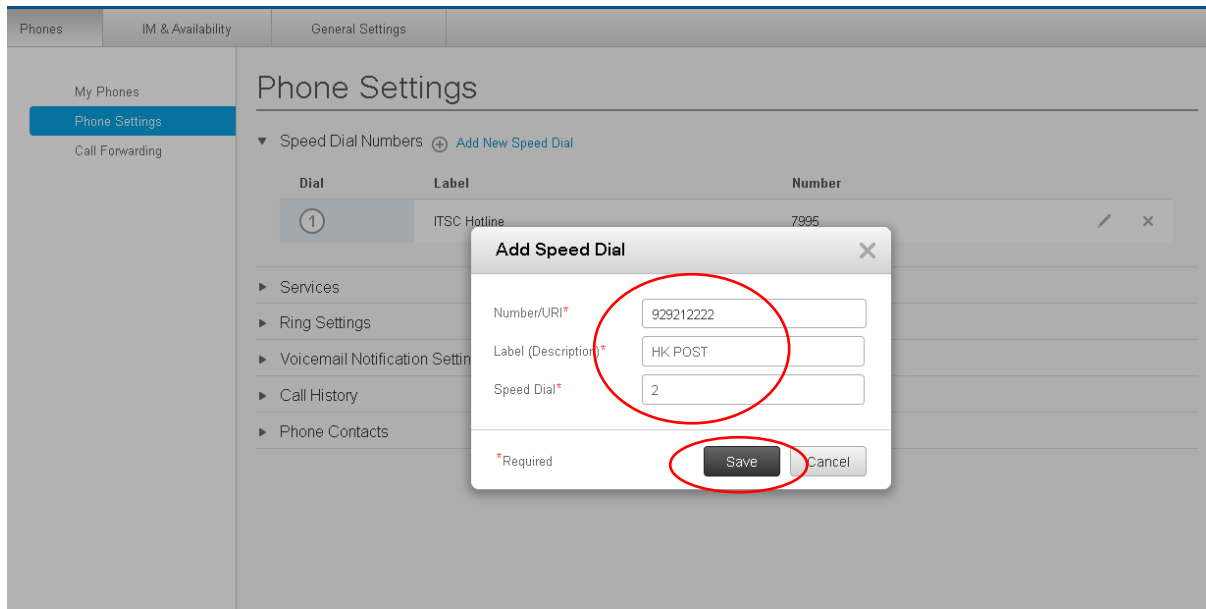 Phones IM & Availability General Settings
My Phones
Phone Settings
Call Forwarding
Phone Settings
Speed Dial Numbers Add New Speed Dial
Dial Label Number
1 ITSC Hotline 7995
Services
Ring Settings
Voicemail Notification Settin
Call History
Phone Contacts
Add Speed Dial
Number/URI* 929212222
Label (Description)* HK POST
Speed Dial* 2
*Required Save Cancel